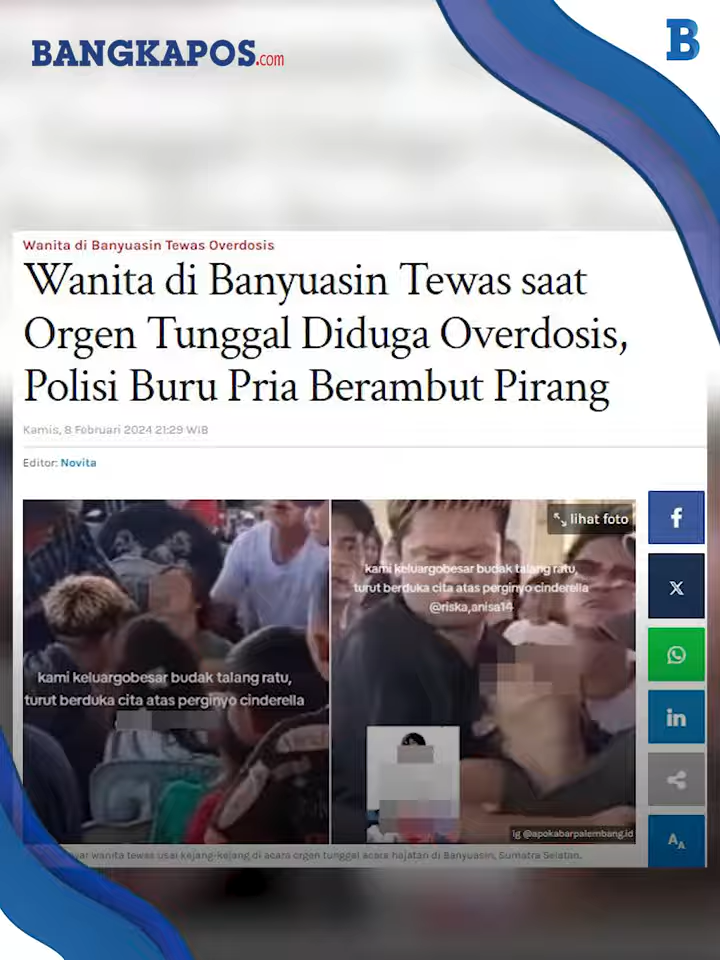 BANGKAPOS.com
B
Wanita di Banyuasin Tewas Overdosis
Wanita di Banyuasin Tewas saat
Orgen Tunggal Diduga Overdosis,
Polisi Buru Pria Berambut Pirang
Kamis, 8 Februari 2024 21:29 WIB
Editor: Novita
lihat foto
kami keluargobesar budak talang ratu,
turut berduka cita atas perginyo cinderella
kami keluargobesar budak talang ratu,
turut berduka cita atas perginyo cinderella
@riska,anisa14
ig @apokabarpalembang.id
wanita tewas usai kejang-kejang di acara orgen tunggal acara hajatan di Banyuasin, Sumatra Selatan.
f
X
in
AA